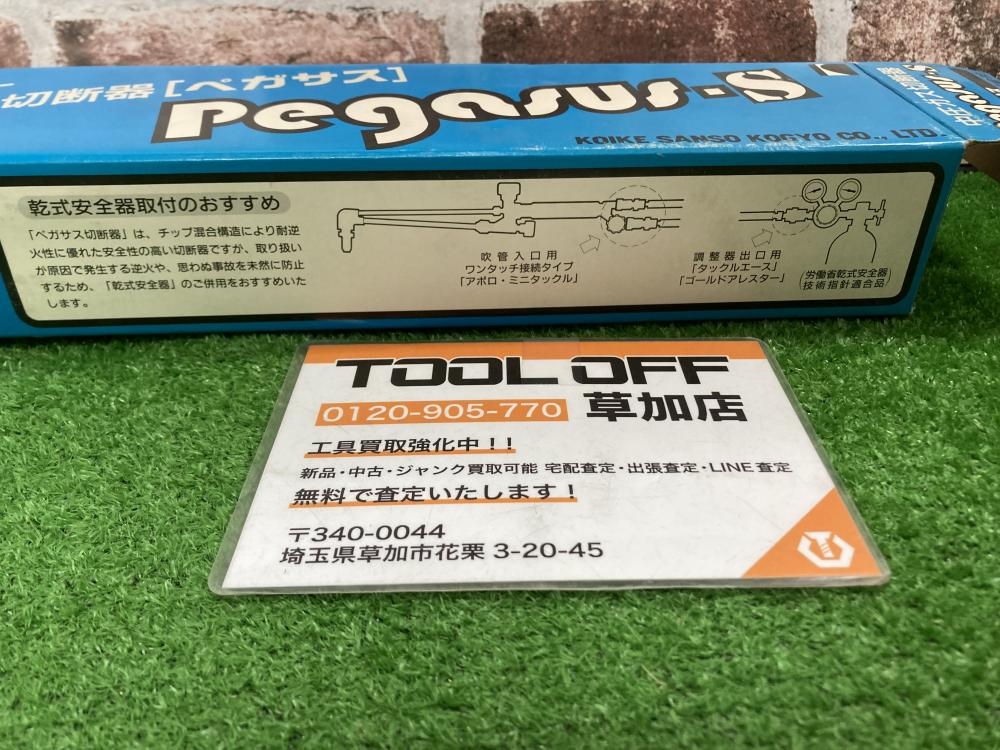 切断器[ペガサス]
Pegasus-S
KOIKE SANSO KOGYO CO., LTD.
乾式安全器取付のおすすめ
「ペガサス切断器」は、チップ混合構造により耐逆
火性に優れた安全性の高い切断器ですが、取り扱い
が原因で発生する逆火や、思わぬ事故を未然に防止
するため、「乾式安全器」のご併用をおすすめいた
します。
吹管入口用
ワンタッチ接続タイプ
「アポロ・ミニタックル」
調整器出口用
「タックルエース」
「ゴールドアレスター」
(労働省乾式安全器
技術指針適合品)
TOOL OFF
0120-905-770 草加店
工具買取強化中!!
新品・中古・ジャンク買取可能 宅配査定・出張査定・LINE査定
無料で査定いたします!
〒340-0044
埼玉県草加市花栗 3-20-45